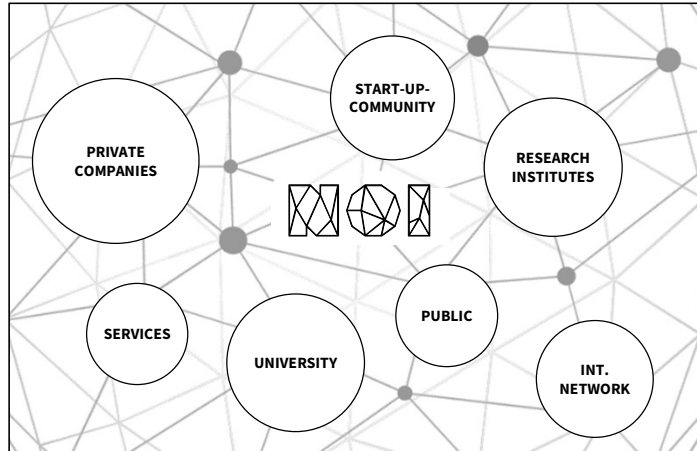 START-UP-
COMMUNITY
PRIVATE
COMPANIES
RESEARCH
INSTITUTES
NOI
PUBLIC
SERVICES
UNIVERSITY
INT.
NETWORK